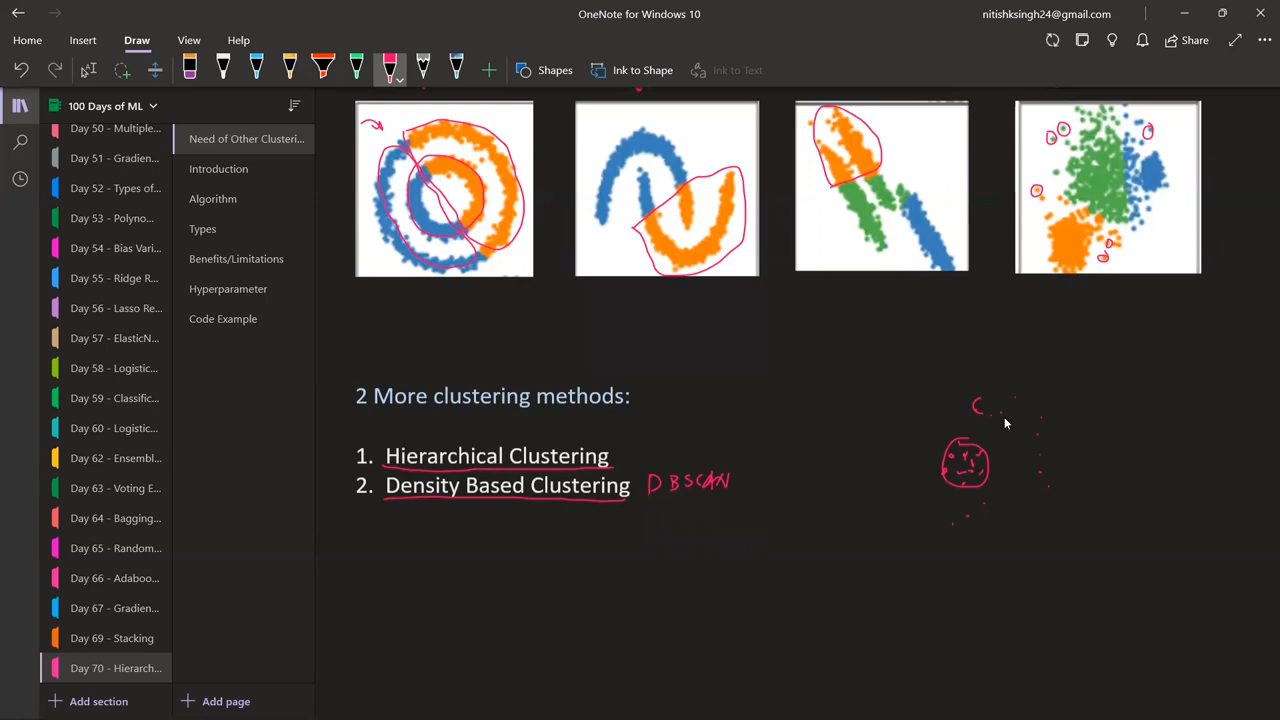 OneNote for Windows 10
nitishksingh24@gmail.com
Home
Insert
Draw
View
Help
Share
Shapes
Ink to Shape
Ink to Text
100 Days of ML
Day 50 - Multiple...
Day 51 - Gradien...
Day 52 - Types of...
Day 53 - Polyno...
Day 54 - Bias Vari...
Day 55 - Ridge R...
Day 56 - Lasso Re...
Day 57 - ElasticN...
Day 58 - Logistic...
Day 59 - Classific...
Day 60 - Logistic...
Day 62 - Ensembl...
Day 63 - Voting E...
Day 64 - Bagging...
Day 65 - Random...
Day 66 - Adaboo...
Day 67 - Gradien...
Day 69 - Stacking
Day 70 - Hierarch...
Add section
Need of Other Clusteri...
Introduction
Algorithm
Types
Benefits/Limitations
Hyperparameter
Code Example
Add page
2 More clustering methods:
1. Hierarchical Clustering
2. Density Based Clustering DBSCAN